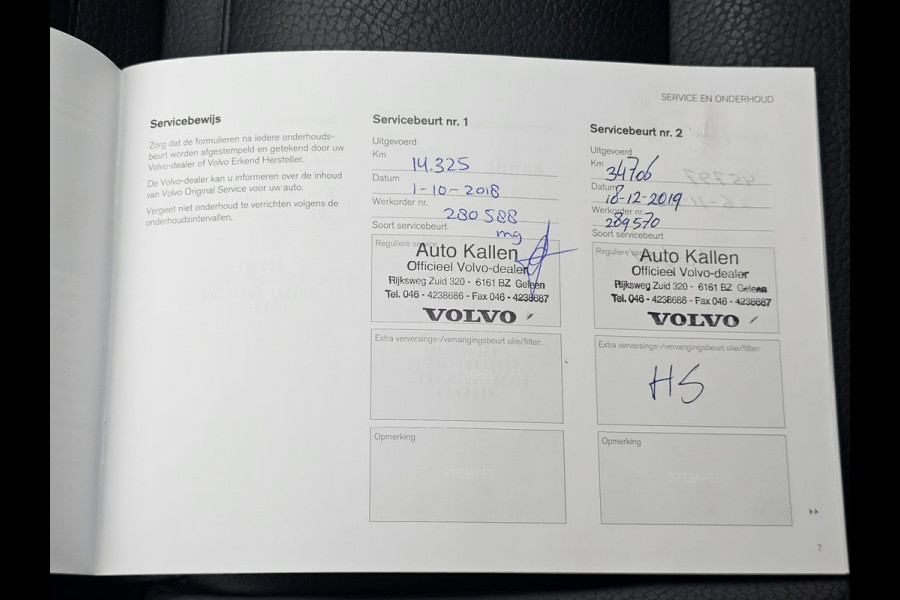 SERVICE EN ONDERHOUD
Servicebewijs
Zorg dat de formulieren na iedere onderhouds-
beurt worden afgestempeld en getekend door uw
Volvo-dealer of Volvo Erkend Hersteller.
De Volvo-dealer kan u informeren over de inhoud
van Volvo Original Service voor uw auto.
Vergeet niet onderhoud te verrichten volgens de
onderhoudsintervallen.
Servicebeurt nr. 1
Uitgevoerd
Km 14.325
Datum 1-10-2018
Werkorder nr. 280588
Soort servicebeurt mg
Reguliere service
Auto Kallen
Officieel Volvo-dealer
Rijksweg Zuid 320 - 6161 BZ Geleen
Tel. 046 - 4238686 - Fax 046 - 4238687
VOLVO
Extra verversings-/vervangingsbeurt olie/filter:
Opmerking
STEMPEL
Servicebeurt nr. 2
Uitgevoerd
Km 34706
Datum 18-12-2019
Werkorder nr. 289570
Soort servicebeurt
Reguliere service
Auto Kallen
Officieel Volvo-dealer
Rijksweg Zuid 320 - 6161 BZ Geleen
Tel. 046 - 4238686 - Fax 046 - 4238687
VOLVO
Extra verversings-/vervangingsbeurt olie/filter:
HS
Opmerking
STEMPEL
7